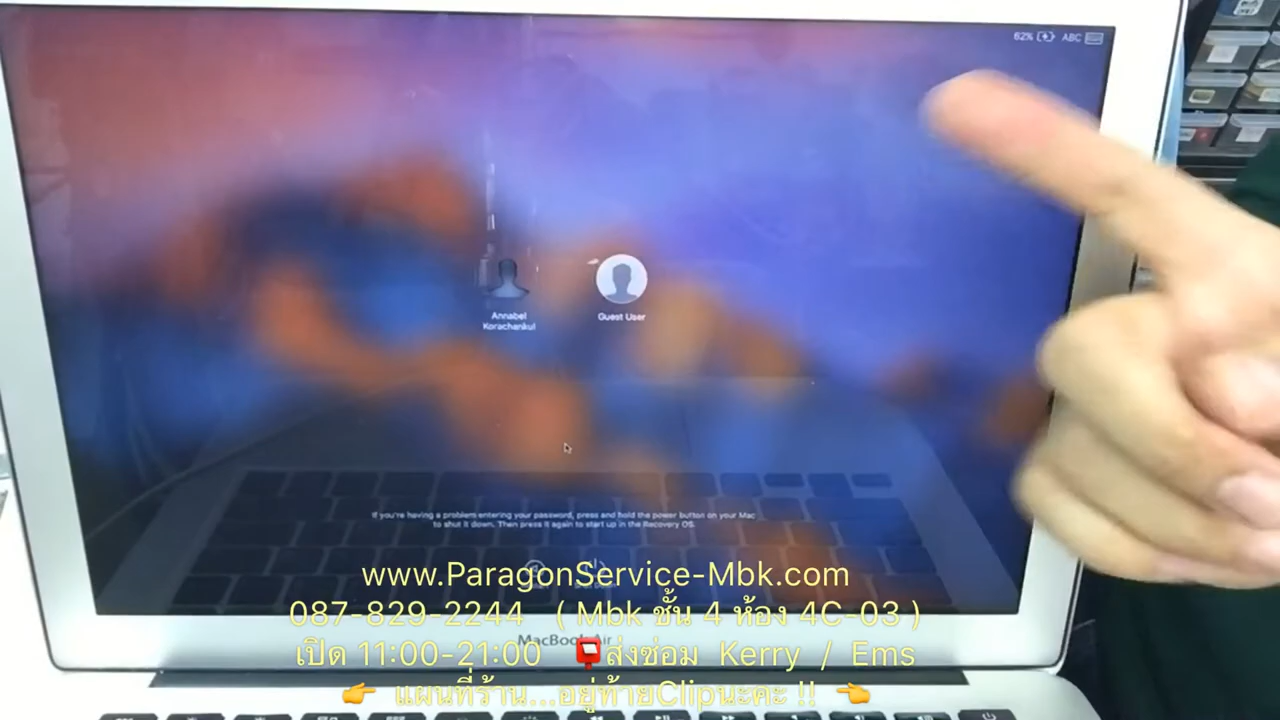 62% ABC
Annabel
Korachankul
Guest User
If you're having a problem entering your password, press and hold the power button on your Mac
to shut it down. Then press it again to start up in the Recovery OS.
www.ParagonService-Mbk.com
087-829-2244 ( Mbk ชั้น 4 ห้อง 4C-03 )
MacBook Air
เปิด 11:00-21:00 📮ส่งซ่อม Kerry / Ems
👉 แผนที่ร้าน...อยู่ท้ายClipนะคะ !! 👈